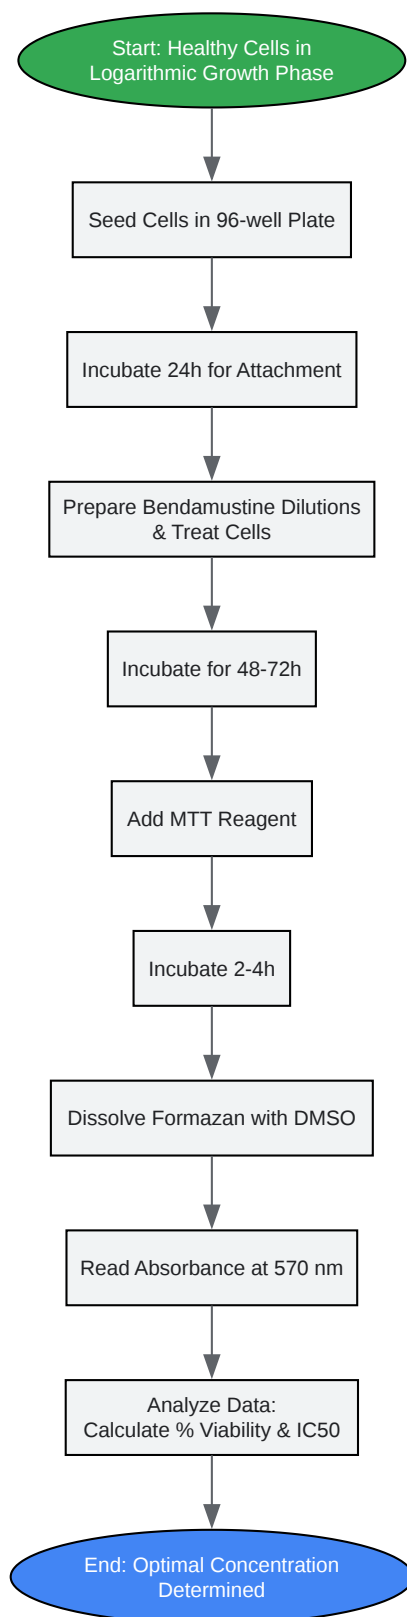 Start: Healthy Cells in
Logarithmic Growth Phase
Seed Cells in 96-well Plate
Incubate 24h for Attachment
Prepare Bendamustine Dilutions
& Treat Cells
Incubate for 48-72h
Add MTT Reagent
Incubate 2-4h
Dissolve Formazan with DMSO
Read Absorbance at 570 nm
Analyze Data:
Calculate % Viability & IC50
End: Optimal Concentration
Determined